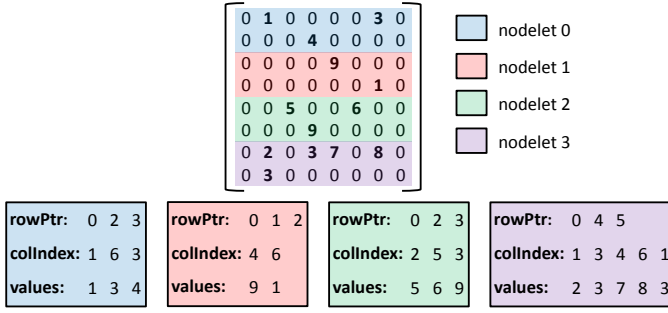 0 1 0 0 0 0 3 0
0 0 0 4 0 0 0 0
0 0 0 0 9 0 0 0
0 0 0 0 0 0 1 0
0 0 5 0 0 6 0 0
0 0 0 9 0 0 0 0
0 2 0 3 7 0 8 0
0 3 0 0 0 0 0 0
nodelet 0
nodelet 1
nodelet 2
nodelet 3
rowPtr: 0 2 3
colIndex: 1 6 3
values: 1 3 4
rowPtr: 0 1 2
colIndex: 4 6
values: 9 1
rowPtr: 0 2 3
colIndex: 2 5 3
values: 5 6 9
rowPtr: 0 4 5
colIndex: 1 3 4 6 1
values: 2 3 7 8 3